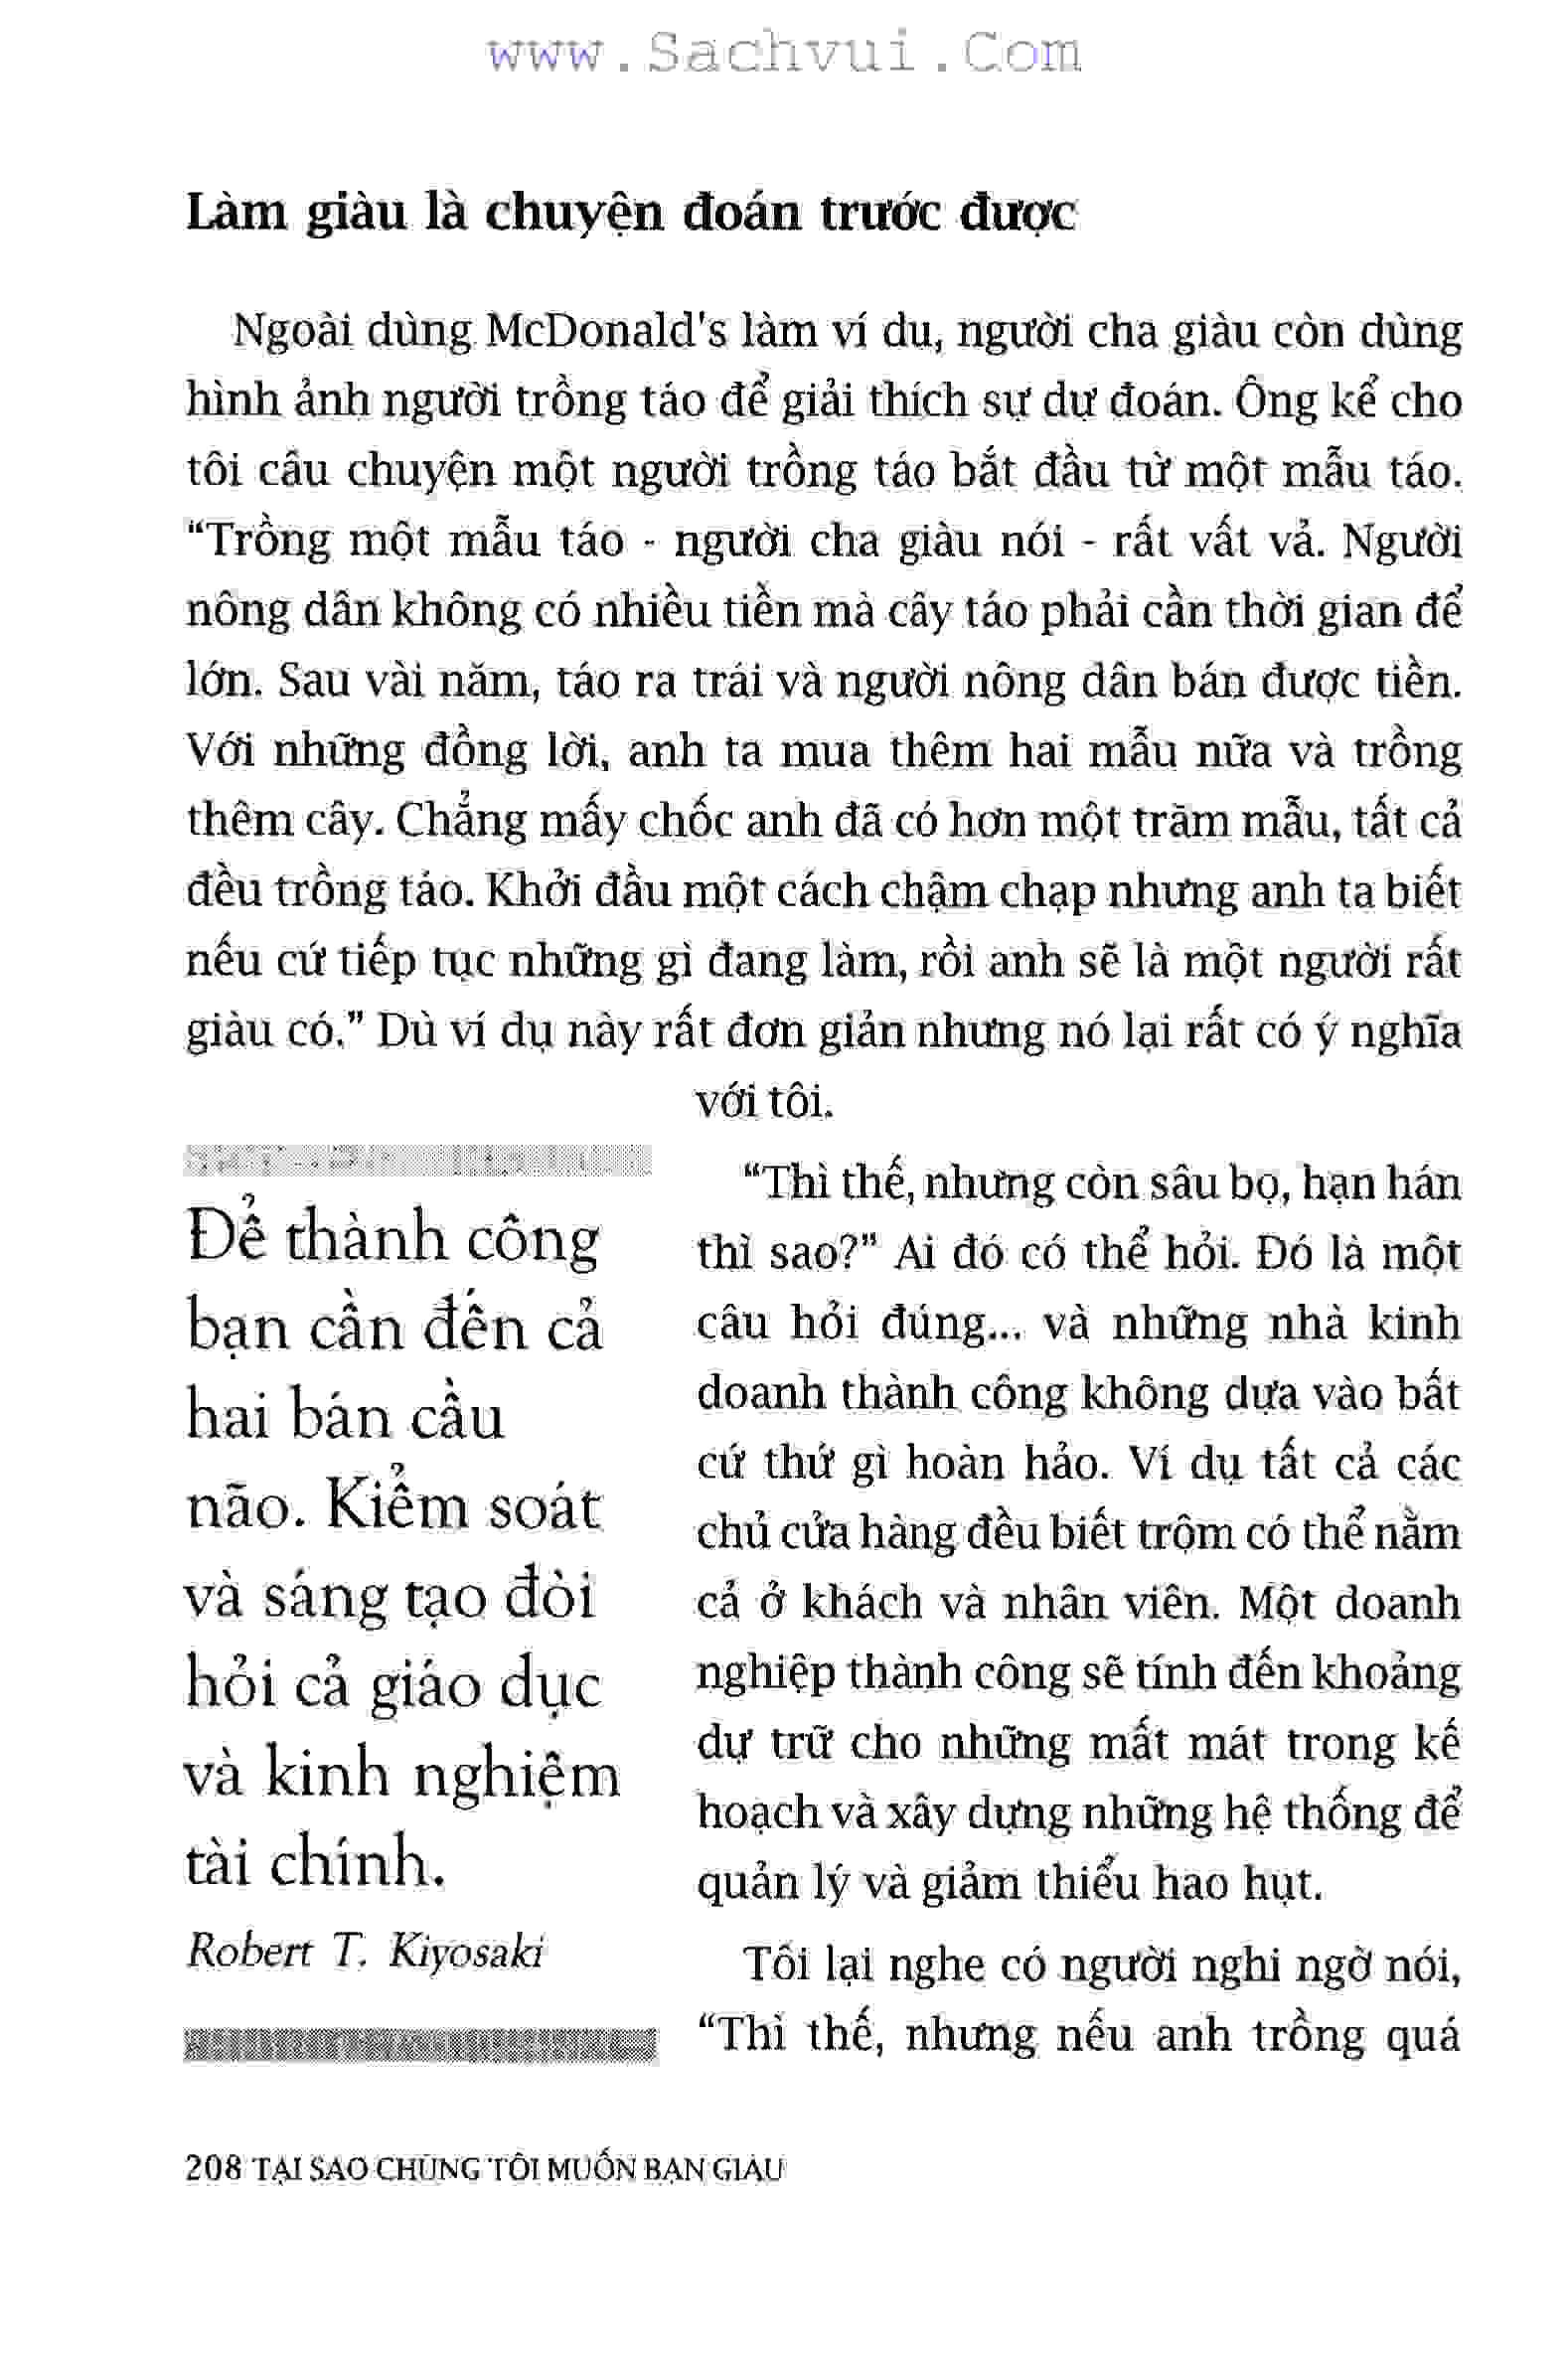 www.Sachvui.Com
Làm giàu là chuyện đoán trước được
Ngoài dùng McDonald's làm ví du, người cha giàu còn dùng
hình ảnh người trồng táo để giải thích sự dự đoán. Ông kể cho
tôi câu chuyện một người trồng táo bắt đầu từ một mẫu táo.
“Trồng một mẫu táo - người cha giàu nói - rất vất vả. Người
nông dân không có nhiều tiền mà cây táo phải cần thời gian để
lớn. Sau vài năm, táo ra trái và người nông dân bán được tiền.
Với những đồng lời, anh ta mua thêm hai mẫu nữa và trồng
thêm cây. Chẳng mấy chốc anh đã có hơn một trăm mẫu, tất cả
đều trồng táo. Khởi đầu một cách chậm chạp nhưng anh ta biết
nếu cứ tiếp tục những gì đang làm, rồi anh sẽ là một người rất
giàu có.” Dù ví dụ này rất đơn giản nhưng nó lại rất có ý nghĩa
với tôi.
“Thì thế, nhưng còn sâu bọ, hạn hán
thì sao?” Ai đó có thể hỏi. Đó là một
câu hỏi đúng... và những nhà kinh
doanh thành công không dựa vào bất
cứ thứ gì hoàn hảo. Ví dụ tất cả các
chủ cửa hàng đều biết trộm có thể nằm
cả ở khách và nhân viên. Một doanh
nghiệp thành công sẽ tính đến khoảng
dự trữ cho những mất mát trong kế
hoạch và xây dựng những hệ thống để
quản lý và giảm thiểu hao hụt.
Tôi lại nghe có người nghi ngờ nói,
“Thì thế, nhưng nếu anh trồng quá
Để thành công
bạn cần đến cả
hai bán cầu
não. Kiểm soát
và sáng tạo đòi
hỏi cả giáo dục
và kinh nghiệm
tài chính.
Robert T. Kiyosaki
208 TẠI SAO CHÚNG TÔI MUỐN BẠN GIÀU